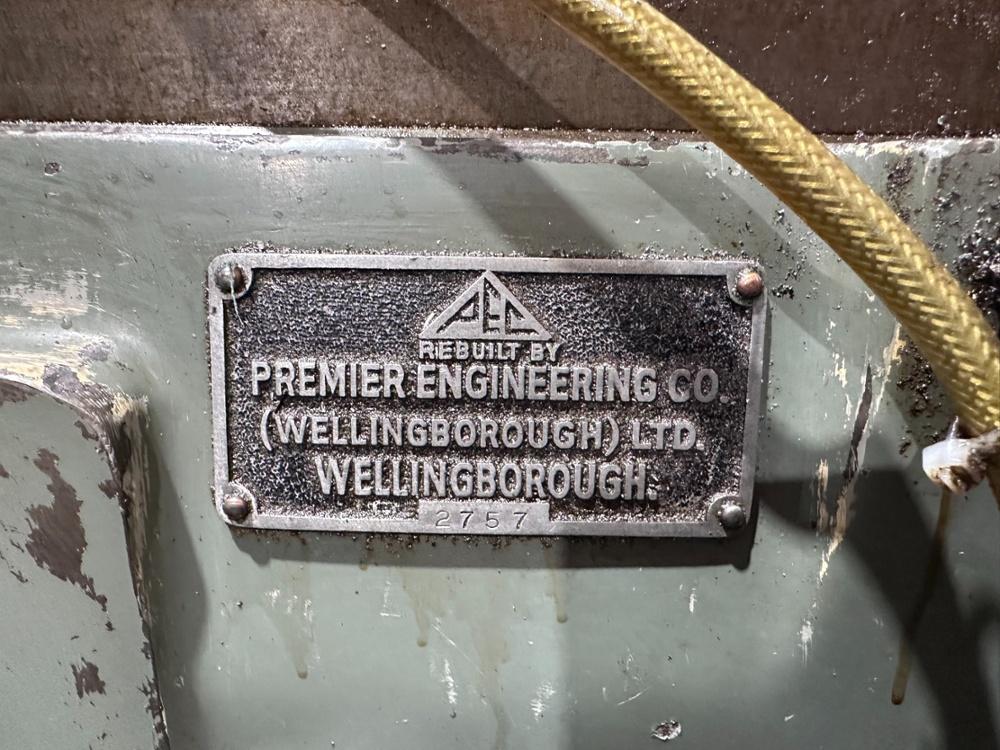 PEC
REBUILT BY
PREMIER ENGINEERING CO.
(WELLINGBOROUGH) LTD.
WELLINGBOROUGH.
2757